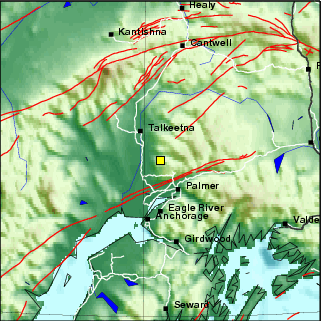 Healy
Kantishna
Cantwell
Talkeetna
Palmer
Eagle River
Anchorage
Girdwood
Seward